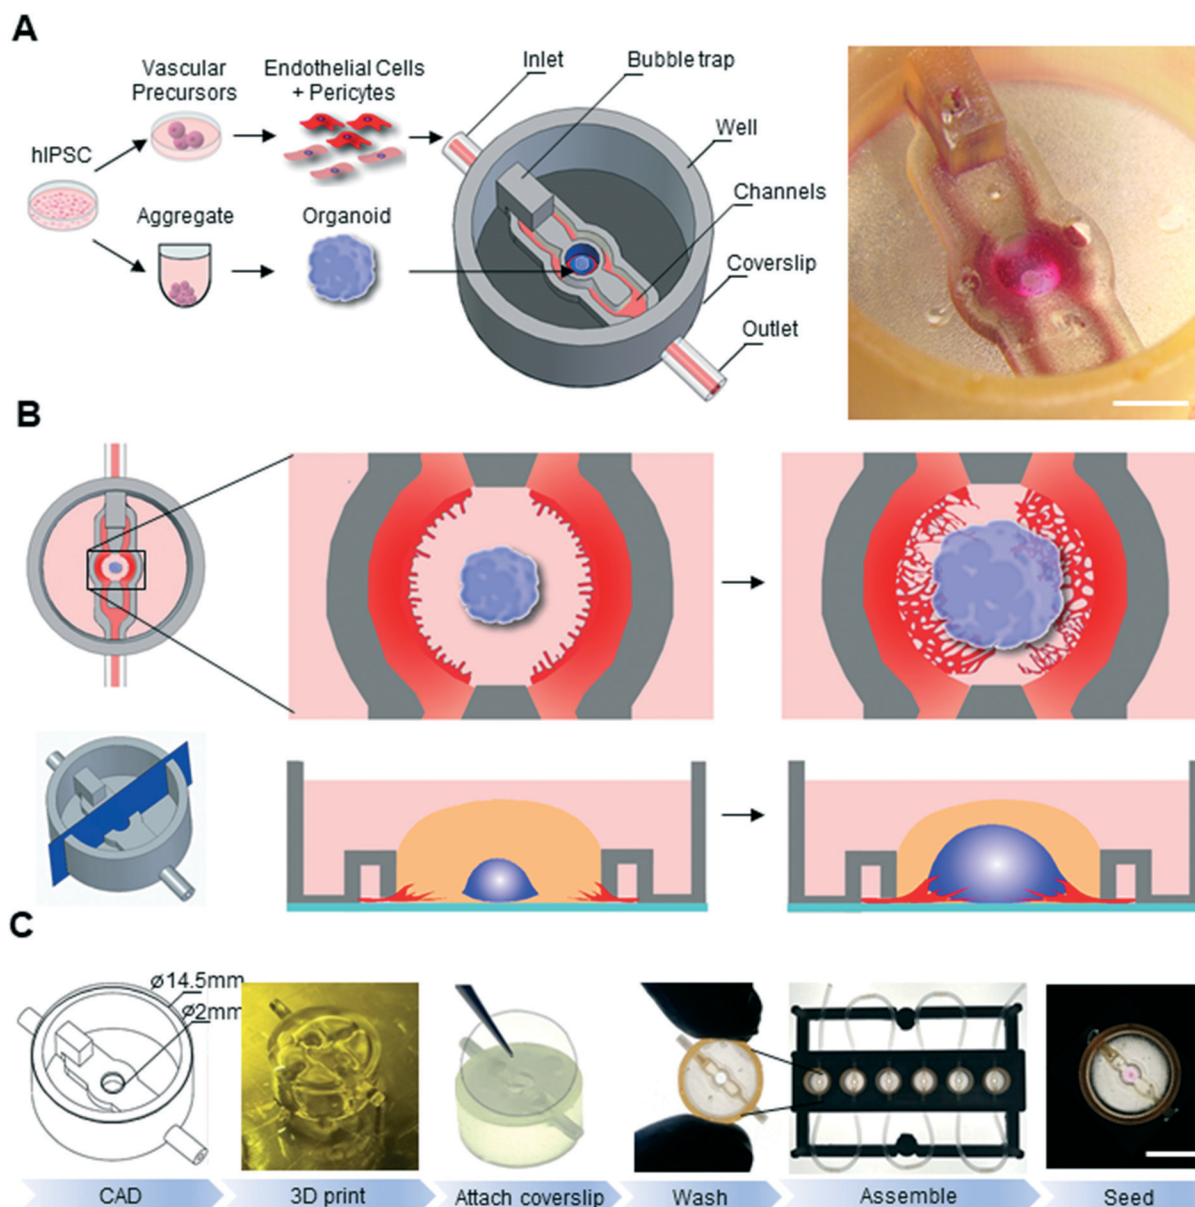 A
Vascular
Precursors
Endothelial Cells
+ Pericytes
Inlet
Bubble trap
Well
hIPSC
Channels
Aggregate
Organoid
Coverslip
Outlet
B
C
ø14.5mm
ø2mm
CAD
3D print
Attach coverslip
Wash
Assemble
Seed